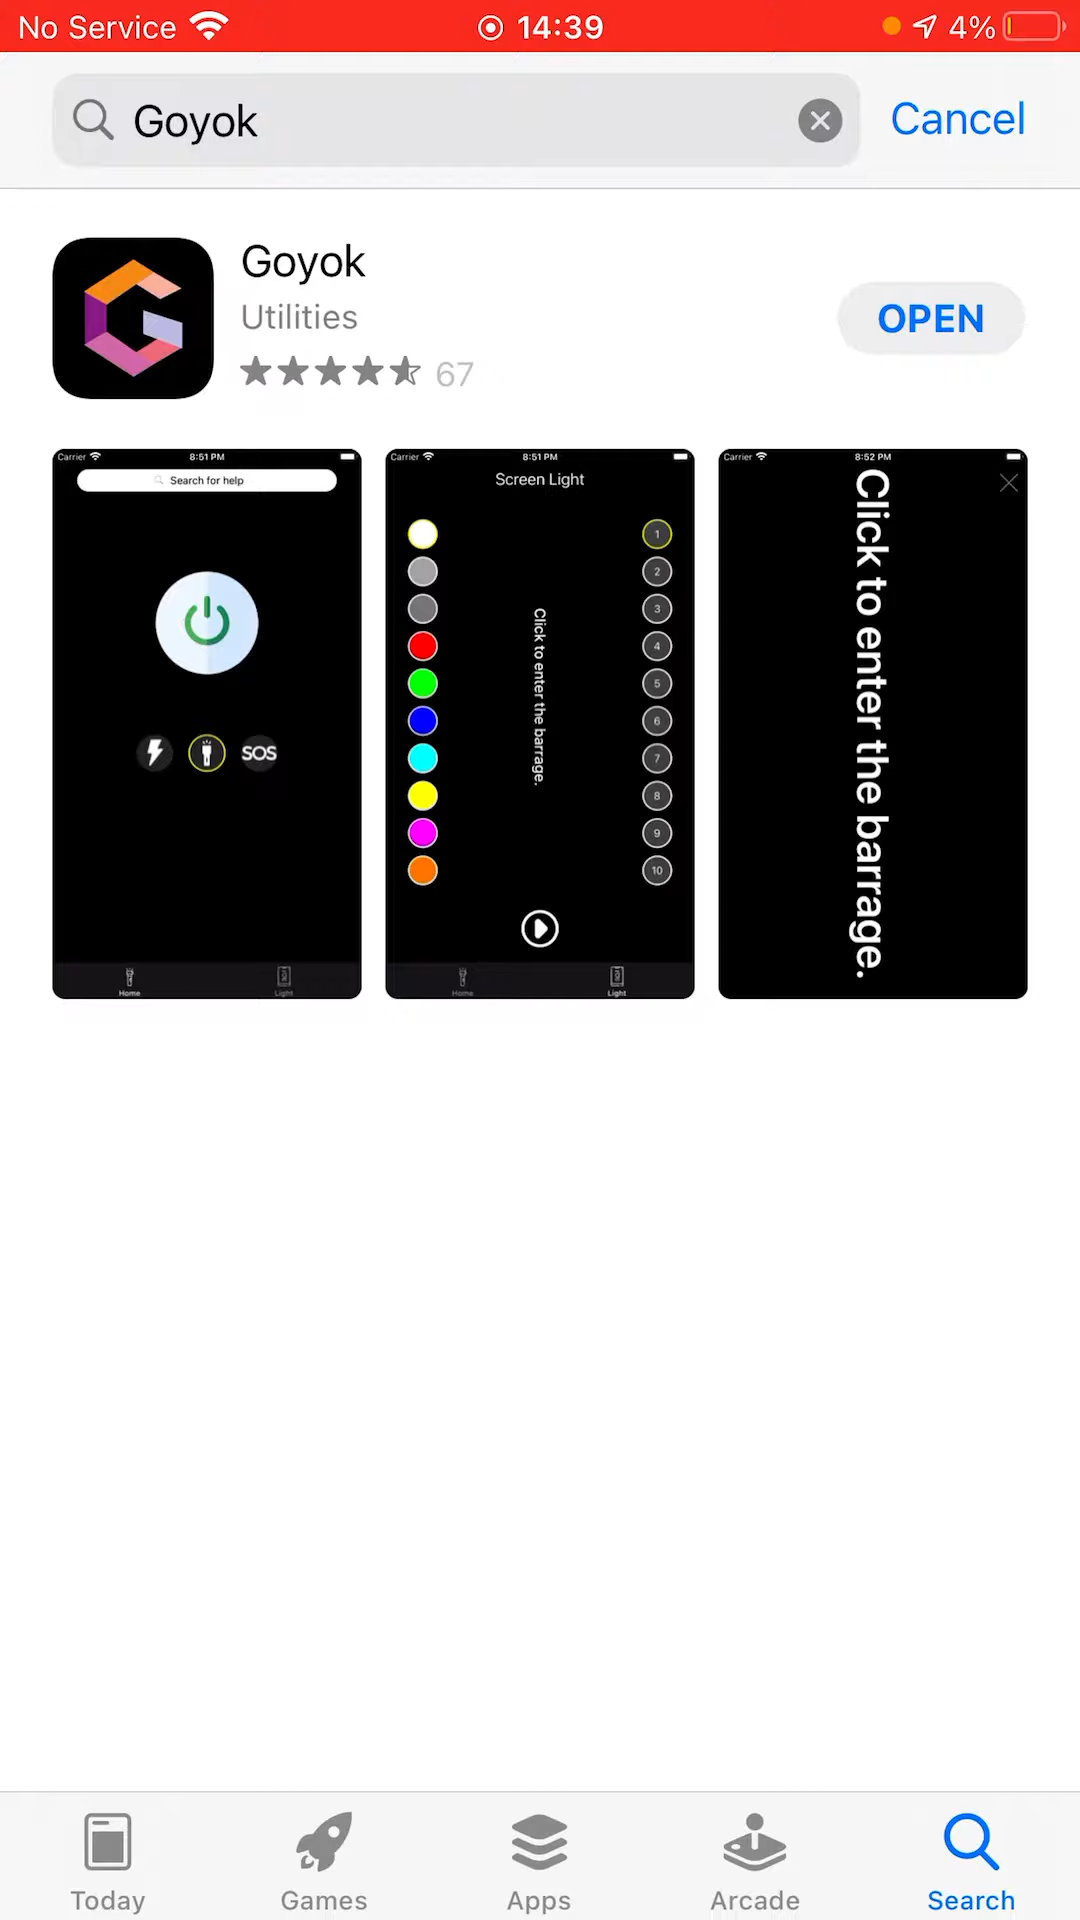 No Service
14:39
4%
Goyok
Cancel
Goyok
Utilities
67
OPEN
Carrier
8:51 PM
Search for help
SOS
Home
Light
Carrier
8:51 PM
Screen Light
1
2
3
4
5
6
7
8
9
10
Click to enter the barrage.
Home
Light
Carrier
8:52 PM
Click to enter the barrage.
Today
Games
Apps
Arcade
Search